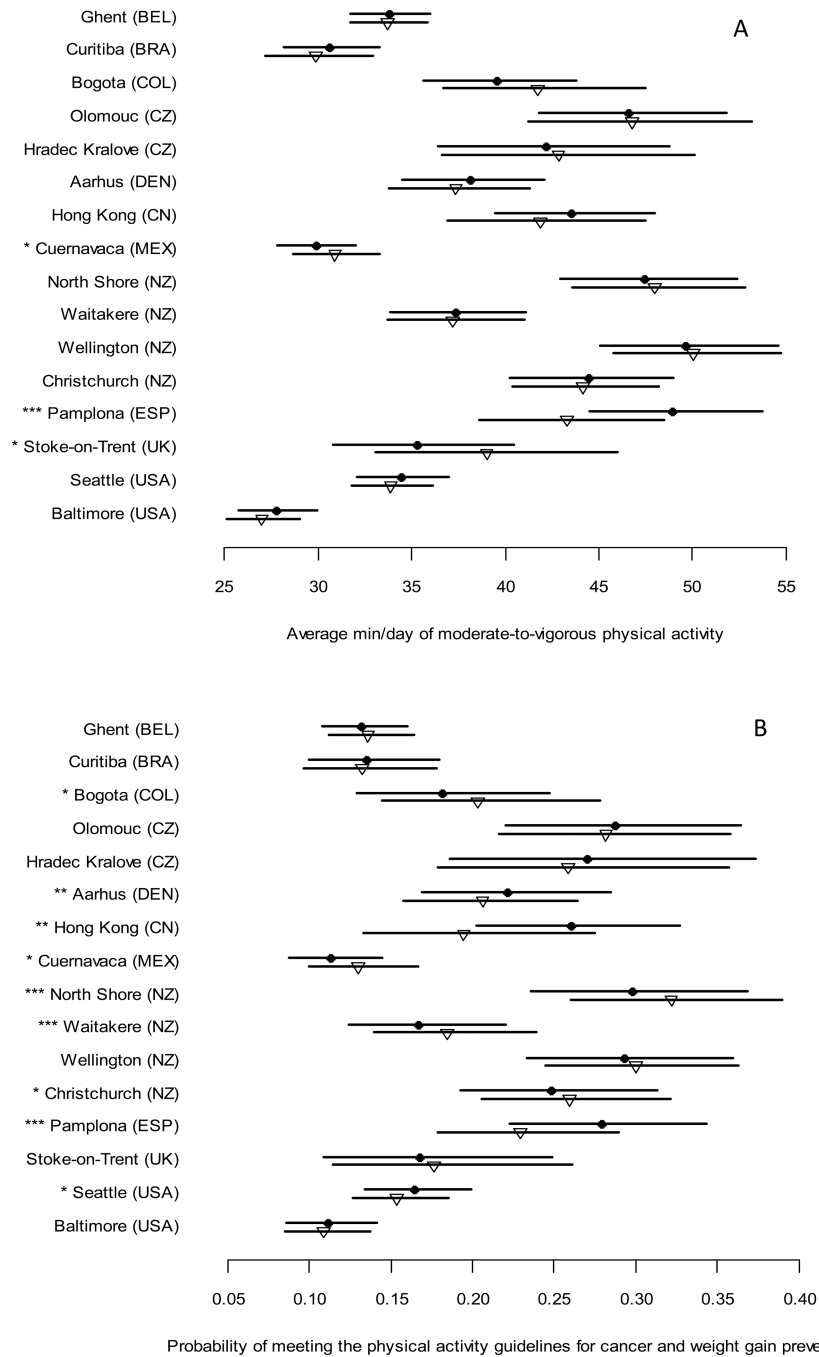 A
Ghent (BEL)
Curitiba (BRA)
Bogota (COL)
Olomouc (CZ)
Hradec Kralove (CZ)
Aarhus (DEN)
Hong Kong (CN)
* Cuernavaca (MEX)
North Shore (NZ)
Waitakere (NZ)
Wellington (NZ)
Christchurch (NZ)
*** Pamplona (ESP)
* Stoke-on-Trent (UK)
Seattle (USA)
Baltimore (USA)
25 30 35 40 45 50 55
Average min/day of moderate-to-vigorous physical activity
B
Ghent (BEL)
Curitiba (BRA)
* Bogota (COL)
Olomouc (CZ)
Hradec Kralove (CZ)
** Aarhus (DEN)
** Hong Kong (CN)
* Cuernavaca (MEX)
*** North Shore (NZ)
*** Waitakere (NZ)
Wellington (NZ)
* Christchurch (NZ)
*** Pamplona (ESP)
Stoke-on-Trent (UK)
* Seattle (USA)
Baltimore (USA)
0.05 0.10 0.15 0.20 0.25 0.30 0.35 0.40
Probability of meeting the physical activity guidelines for cancer and weight gain preve